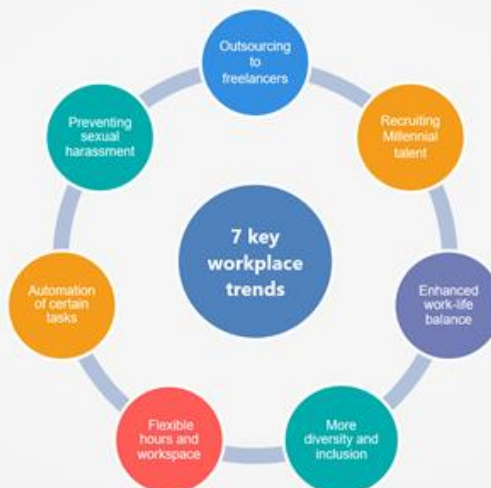 7 key
workplace
trends
Outsourcing
to
freelancers
Recruiting
Millennial
talent
Enhanced
work-life
balance
More
diversity and
inclusion
Flexible
hours and
workspace
Automation
of certain
tasks
Preventing
sexual
harassment